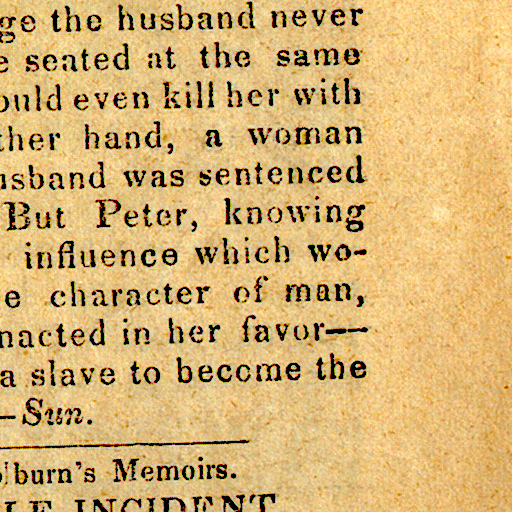 ge the husband never
e seated at the same
ould even kill her with
ther hand, a woman
usband was sentenced
But Peter, knowing
influence which wo-
e character of man,
nacted in her favor—
a slave to become the
—Sun.
olburn's Memoirs.
LE INCIDENT